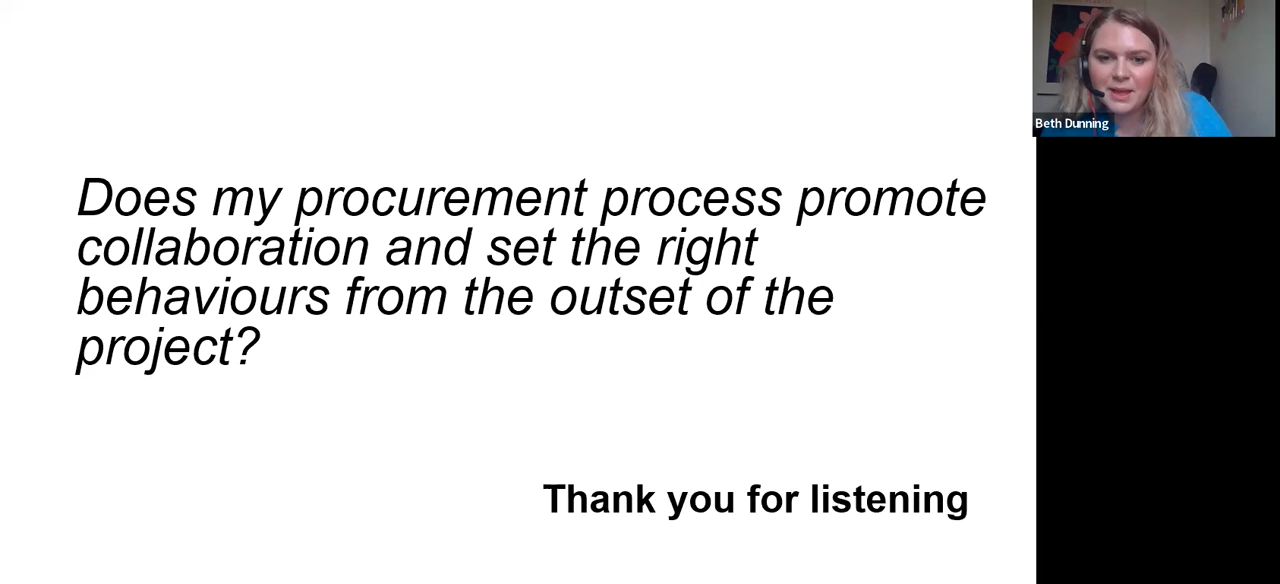 Does my procurement process promote
collaboration and set the right
behaviours from the outset of the
project?
Thank you for listening
Beth Dunning